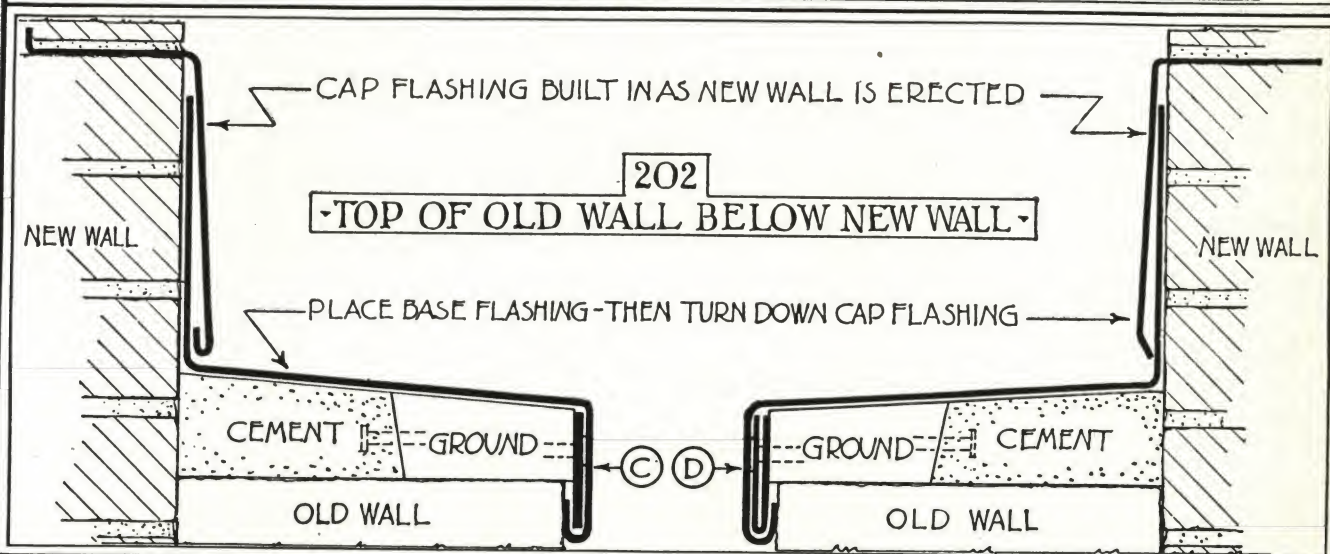 CAP FLASHING BUILT IN AS NEW WALL IS ERECTED
202
-TOP OF OLD WALL BELOW NEW WALL-
NEW WALL
NEW WALL
PLACE BASE FLASHING-THEN TURN DOWN CAP FLASHING
CEMENT
GROUND
C
D
GROUND
CEMENT
OLD WALL
OLD WALL